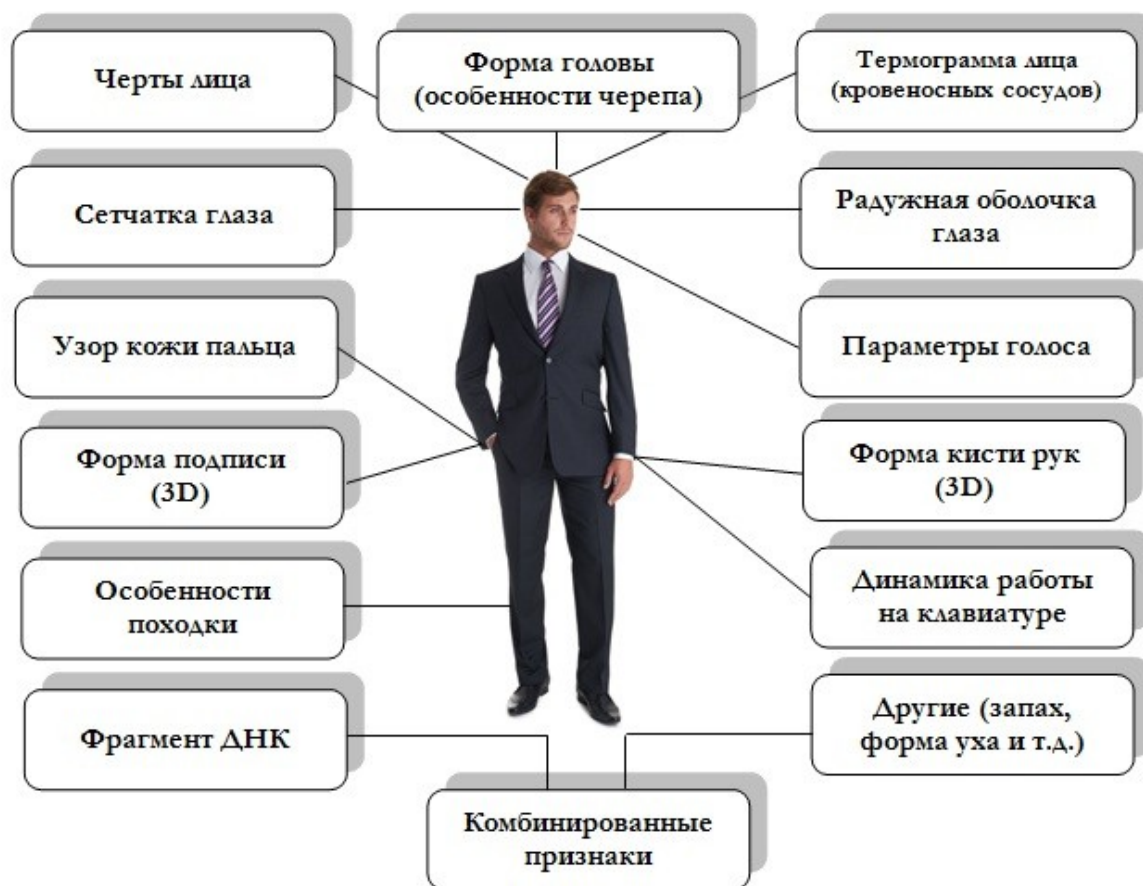 Черты лица
Форма головы
(особенности черепа)
Термограмма лица
(кровеносных сосудов)
Сетчатка глаза
Радужная оболочка
глаза
Узор кожи пальца
Параметры голоса
Форма подписи
(3D)
Форма кисти рук
(3D)
Особенности
походки
Динамика работы
на клавиатуре
Фрагмент ДНК
Другие (запах,
форма уха и т.д.)
Комбинированные
признаки